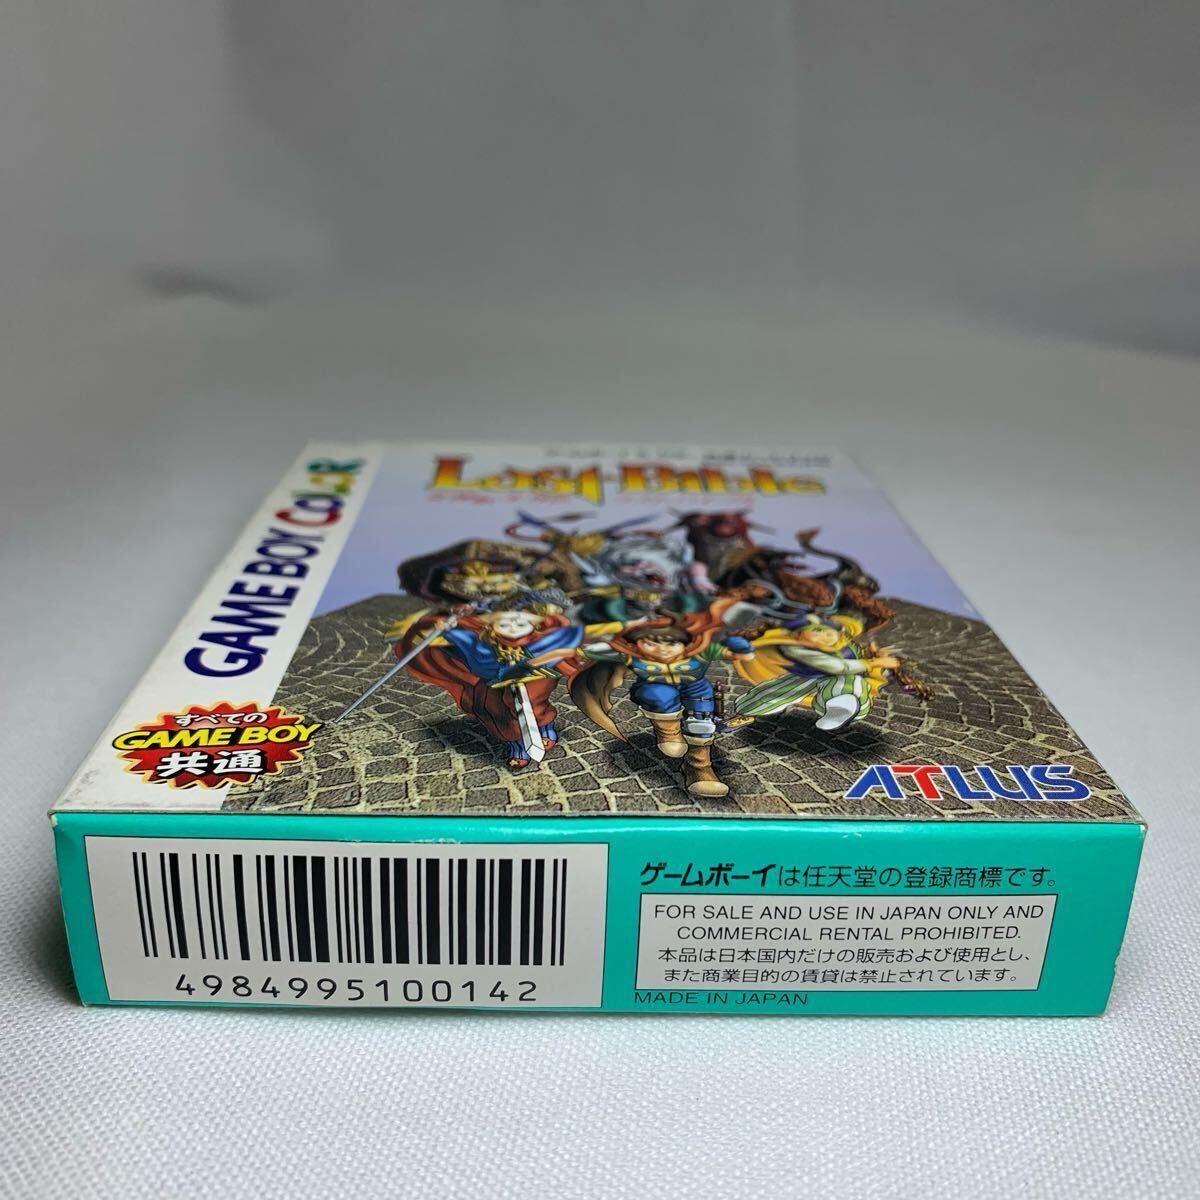 Last Bible
GAME BOY COLOR
すべての
GAME BOY
共通
ATLUS
4984995100142
ゲームボーイは任天堂の登録商標です。
FOR SALE AND USE IN JAPAN ONLY AND
COMMERCIAL RENTAL PROHIBITED.
本品は日本国内だけの販売および使用とし、
また商業目的の賃貸は禁止されています。
MADE IN JAPAN